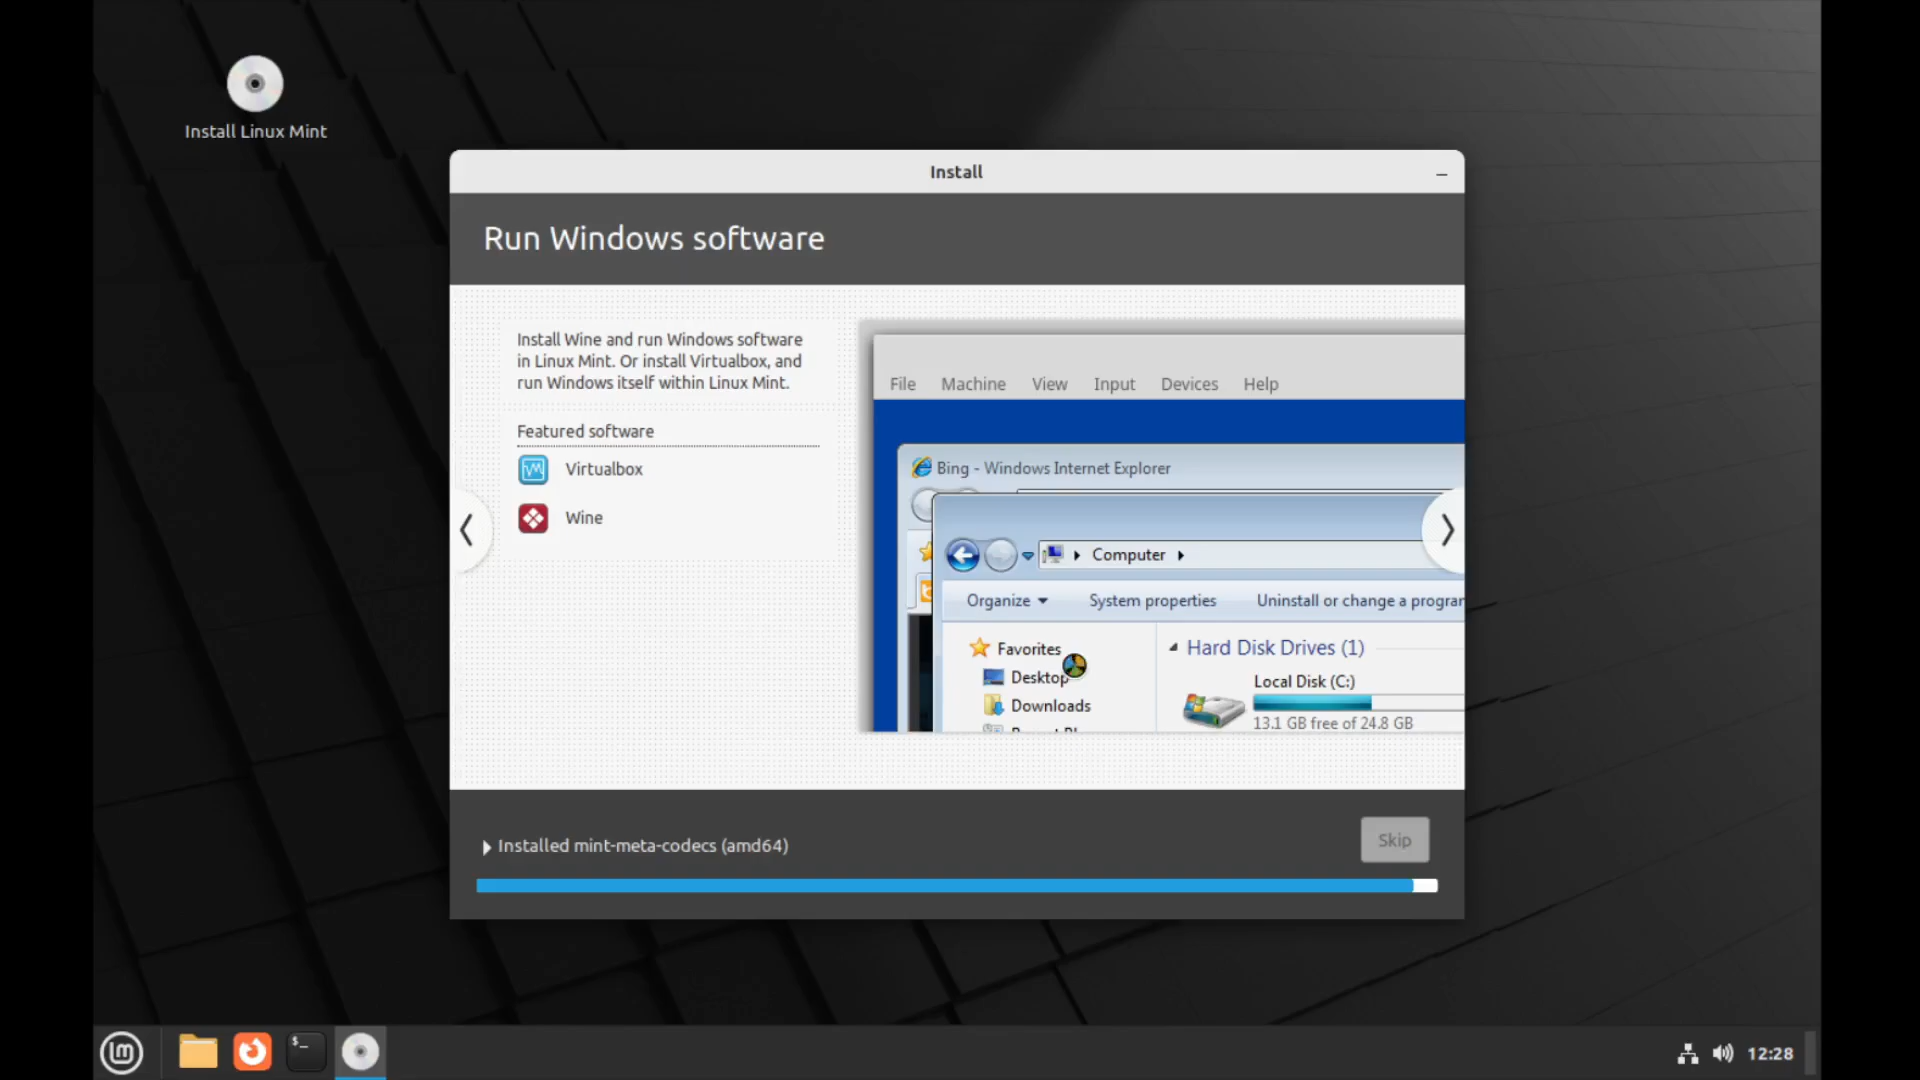 Install Linux Mint
Install
Run Windows software
Install Wine and run Windows software
in Linux Mint. Or install Virtualbox, and
run Windows itself within Linux Mint.
Featured software
Virtualbox
Wine
File Machine View Input Devices Help
Bing - Windows Internet Explorer
Computer
Organize System properties Uninstall or change a
Favorites
Desktop
Downloads
Hard Disk Drives (1)
Local Disk (C:)
13.1 GB free of 24.8 GB
Installed mint-meta-codecs (amd64)
Skip
$_
12:28